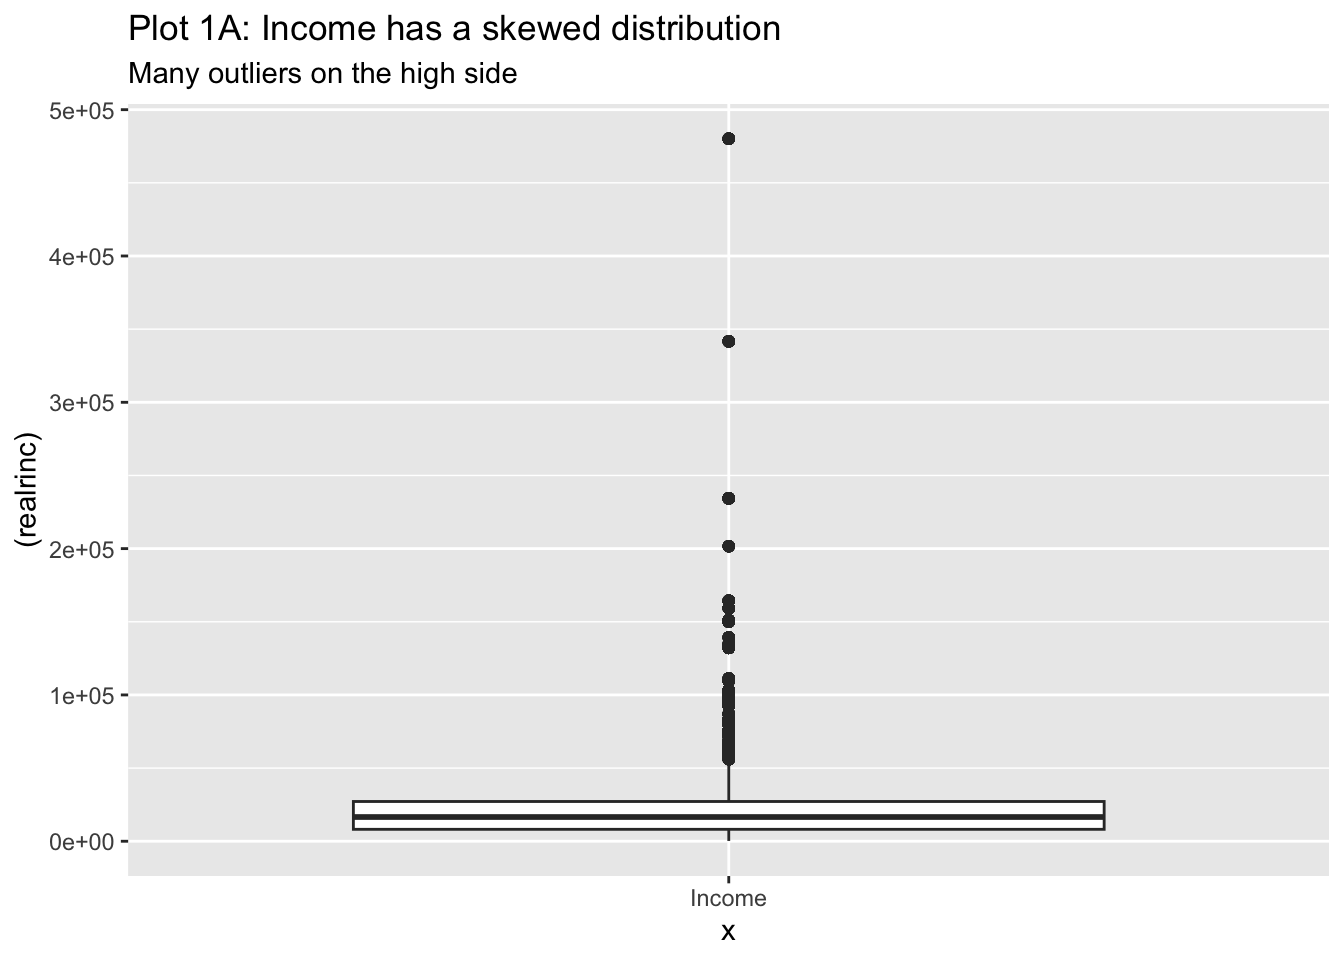 Plot 1A: Income has a skewed distribution
Many outliers on the high side
5e+05
4e+05
3e+05
2e+05
1e+05
0e+00
(realrinc)
Income
x